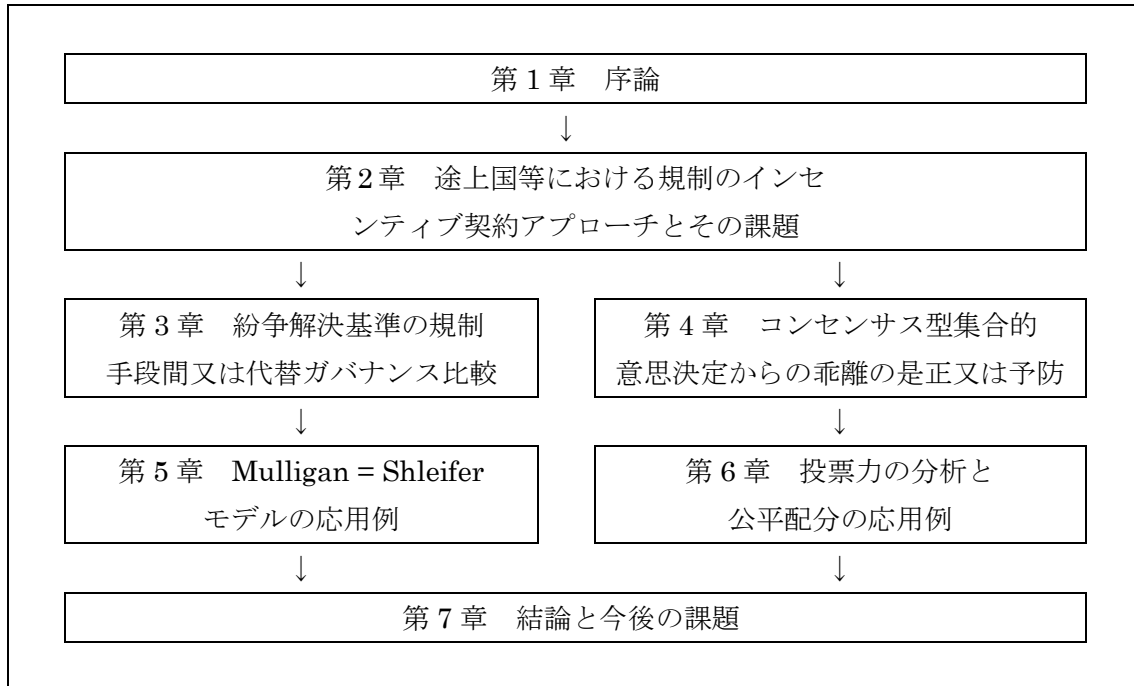 第1章　序論
↓
第2章　途上国等における規制のインセ
ンティブ契約アプローチとその課題
↓ ↓
第3章　紛争解決基準の規制
手段間又は代替ガバナンス比較
第4章　コンセンサス型集合的
意思決定からの乖離の是正又は予防
↓ ↓
第5章　Mulligan = Shleifer
モデルの応用例
第6章　投票力の分析と
公平配分の応用例
↓ ↓
第7章　結論と今後の課題